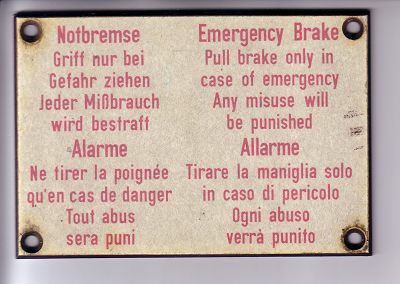 Notbremse
Griff nur bei
Gefahr ziehen
Jeder Mißbrauch
wird bestraft
Emergency Brake
Pull brake only in
case of emergency
Any misuse will
be punished
Alarme
Ne tirer la poignée
qu'en cas de danger
Tout abus
sera puni
Allarme
Tirare la maniglia solo
in caso di pericolo
Ogni abuso
verrà punito